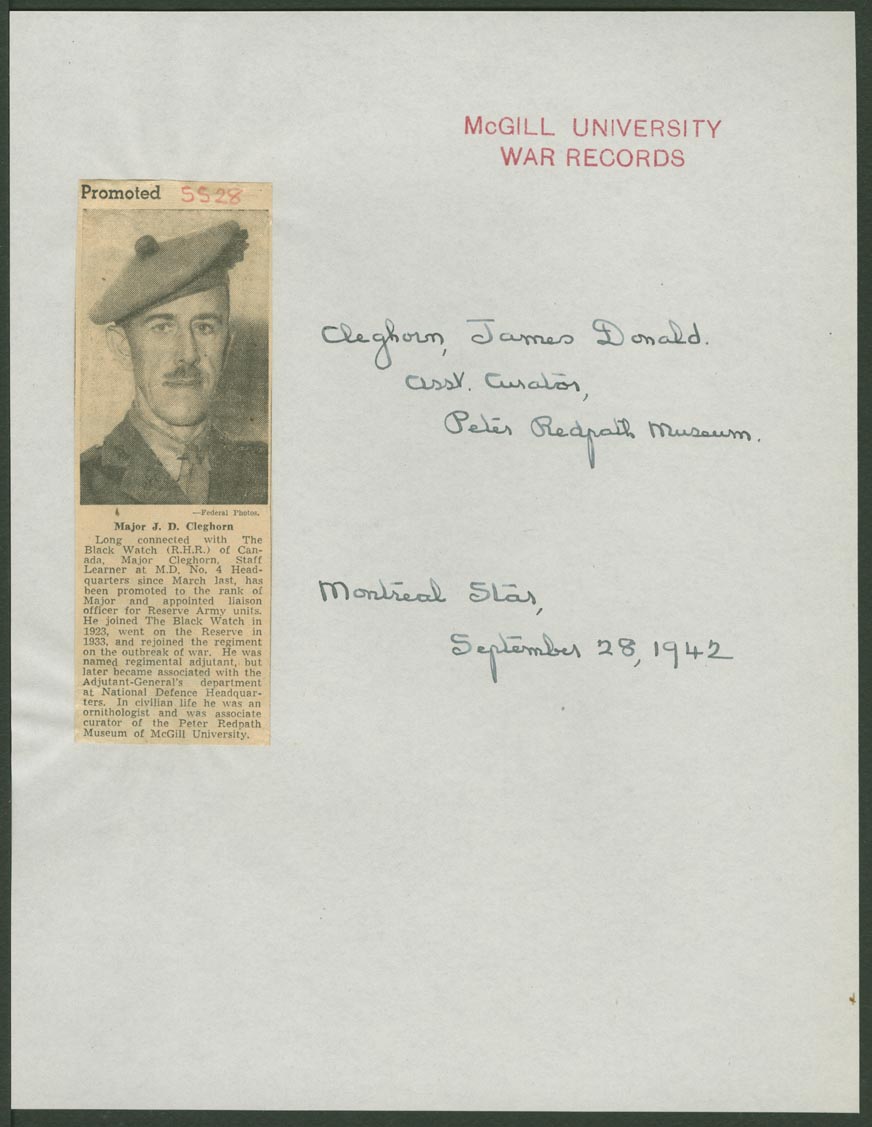 McGILL UNIVERSITY
WAR RECORDS
Promoted SS28
—Federal Photos.
Major J. D. Cleghorn
Long connected with The
Black Watch (R.H.R.) of Can-
ada, Major Cleghorn, Staff
Learner at M.D. No. 4 Head-
quarters since March last, has
been promoted to the rank of
Major and appointed liaison
officer for Reserve Army units.
He joined The Black Watch in
1923, went on the Reserve in
1933, and rejoined the regiment
on the outbreak of war. He was
named regimental adjutant, but
later became associated with the
Adjutant-General's department
at National Defence Headquar-
ters. In civilian life he was an
ornithologist and was associate
curator of the Peter Redpath
Museum of McGill University.
Cleghorn, James Donald.
Asst. Curator,
Peter Redpath Museum.
Montreal Star,
September 28, 1942